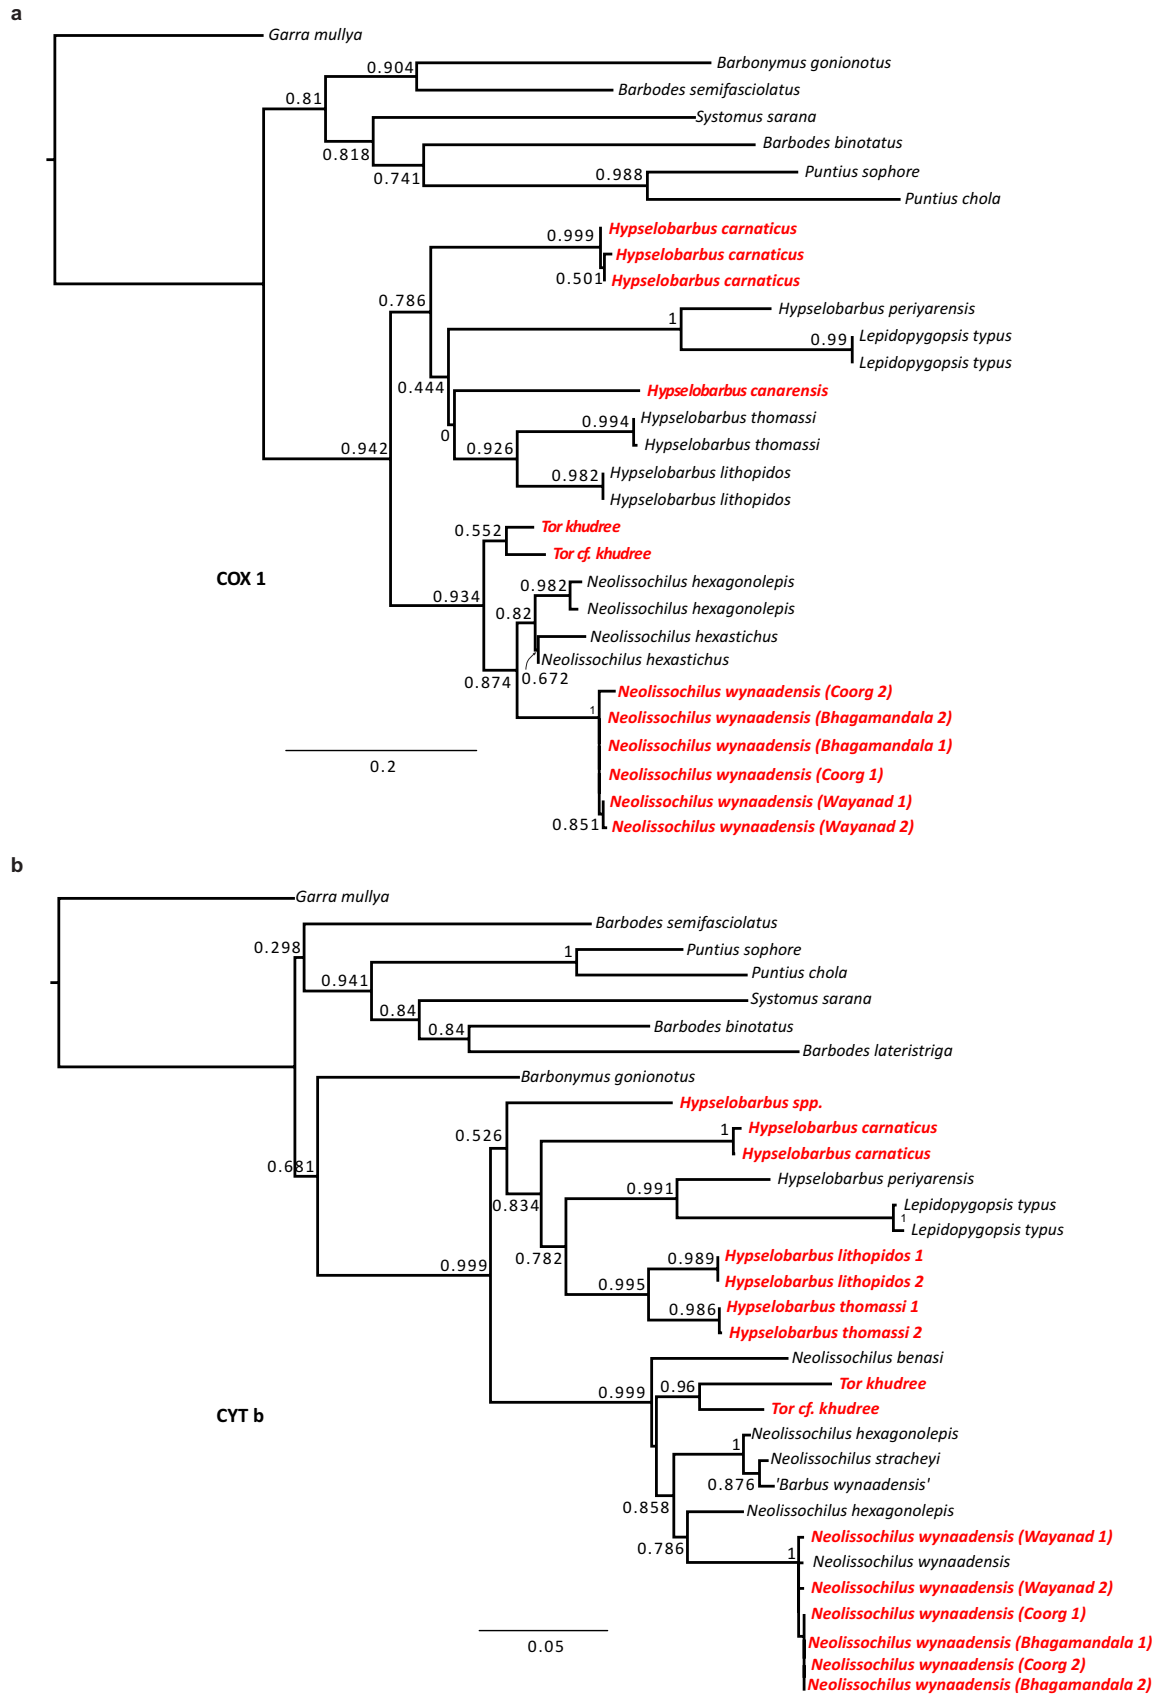 a
Garra mullya
Barbonymus gonionotus
0.904
Barbodes semifasciolatus
0.81
Systomus sarana
Barbodes binotatus
0.818
Puntius sophore
0.988
0.741
Puntius chola
Hypselobarbus carnaticus
0.999
Hypselobarbus carnaticus
Hypselobarbus carnaticus
0.501
0.786
Hypselobarbus periyarensis
1
Lepidopygopsis typus
0.99
Lepidopygopsis typus
0.444
Hypselobarbus canarensis
Hypselobarbus thomassi
0.994
0
Hypselobarbus thomassi
0.942
0.926
Hypselobarbus lithopidos
0.982
Hypselobarbus lithopidos
Tor khudree
0.552
Tor cf. khudree
COX 1
Neolissochilus hexagonolepis
0.982
0.934
Neolissochilus hexagonolepis
0.82
Neolissochilus hexastichus
Neolissochilus hexastichus
0.874
0.672
Neolissochilus wynaadensis (Coorg 2)
1
Neolissochilus wynaadensis (Bhagamandala 2)
Neolissochilus wynaadensis (Bhagamandala 1)
0.2
Neolissochilus wynaadensis (Coorg 1)
Neolissochilus wynaadensis (Wayanad 1)
0.851
Neolissochilus wynaadensis (Wayanad 2)
b
Garra mullya
Barbodes semifasciolatus
0.298
Puntius sophore
1
Puntius chola
0.941
Systomus sarana
0.84
Barbodes binotatus
0.84
Barbodes lateristriga
Barbonymus gonionotus
Hypselobarbus spp.
Hypselobarbus carnaticus
1
0.526
Hypselobarbus carnaticus
0.681
Hypselobarbus periyarensis
0.991
Lepidopygopsis typus
0.834
1
Lepidopygopsis typus
Hypselobarbus lithopidos 1
0.782
0.989
0.999
Hypselobarbus lithopidos 2
0.995
Hypselobarbus thomassi 1
0.986
Hypselobarbus thomassi 2
Neolissochilus benasi
Tor khudree
0.999
0.96
Tor cf. khudree
CYT b
Neolissochilus hexagonolepis
1
Neolissochilus stracheyi
0.876
'Barbus wynaadensis'
0.858
Neolissochilus hexagonolepis
Neolissochilus wynaadensis (Wayanad 1)
0.786
1
Neolissochilus wynaadensis
Neolissochilus wynaadensis (Wayanad 2)
Neolissochilus wynaadensis (Coorg 1)
0.05
Neolissochilus wynaadensis (Bhagamandala 1)
Neolissochilus wynaadensis (Coorg 2)
Neolissochilus wynaadensis (Bhagamandala 2)